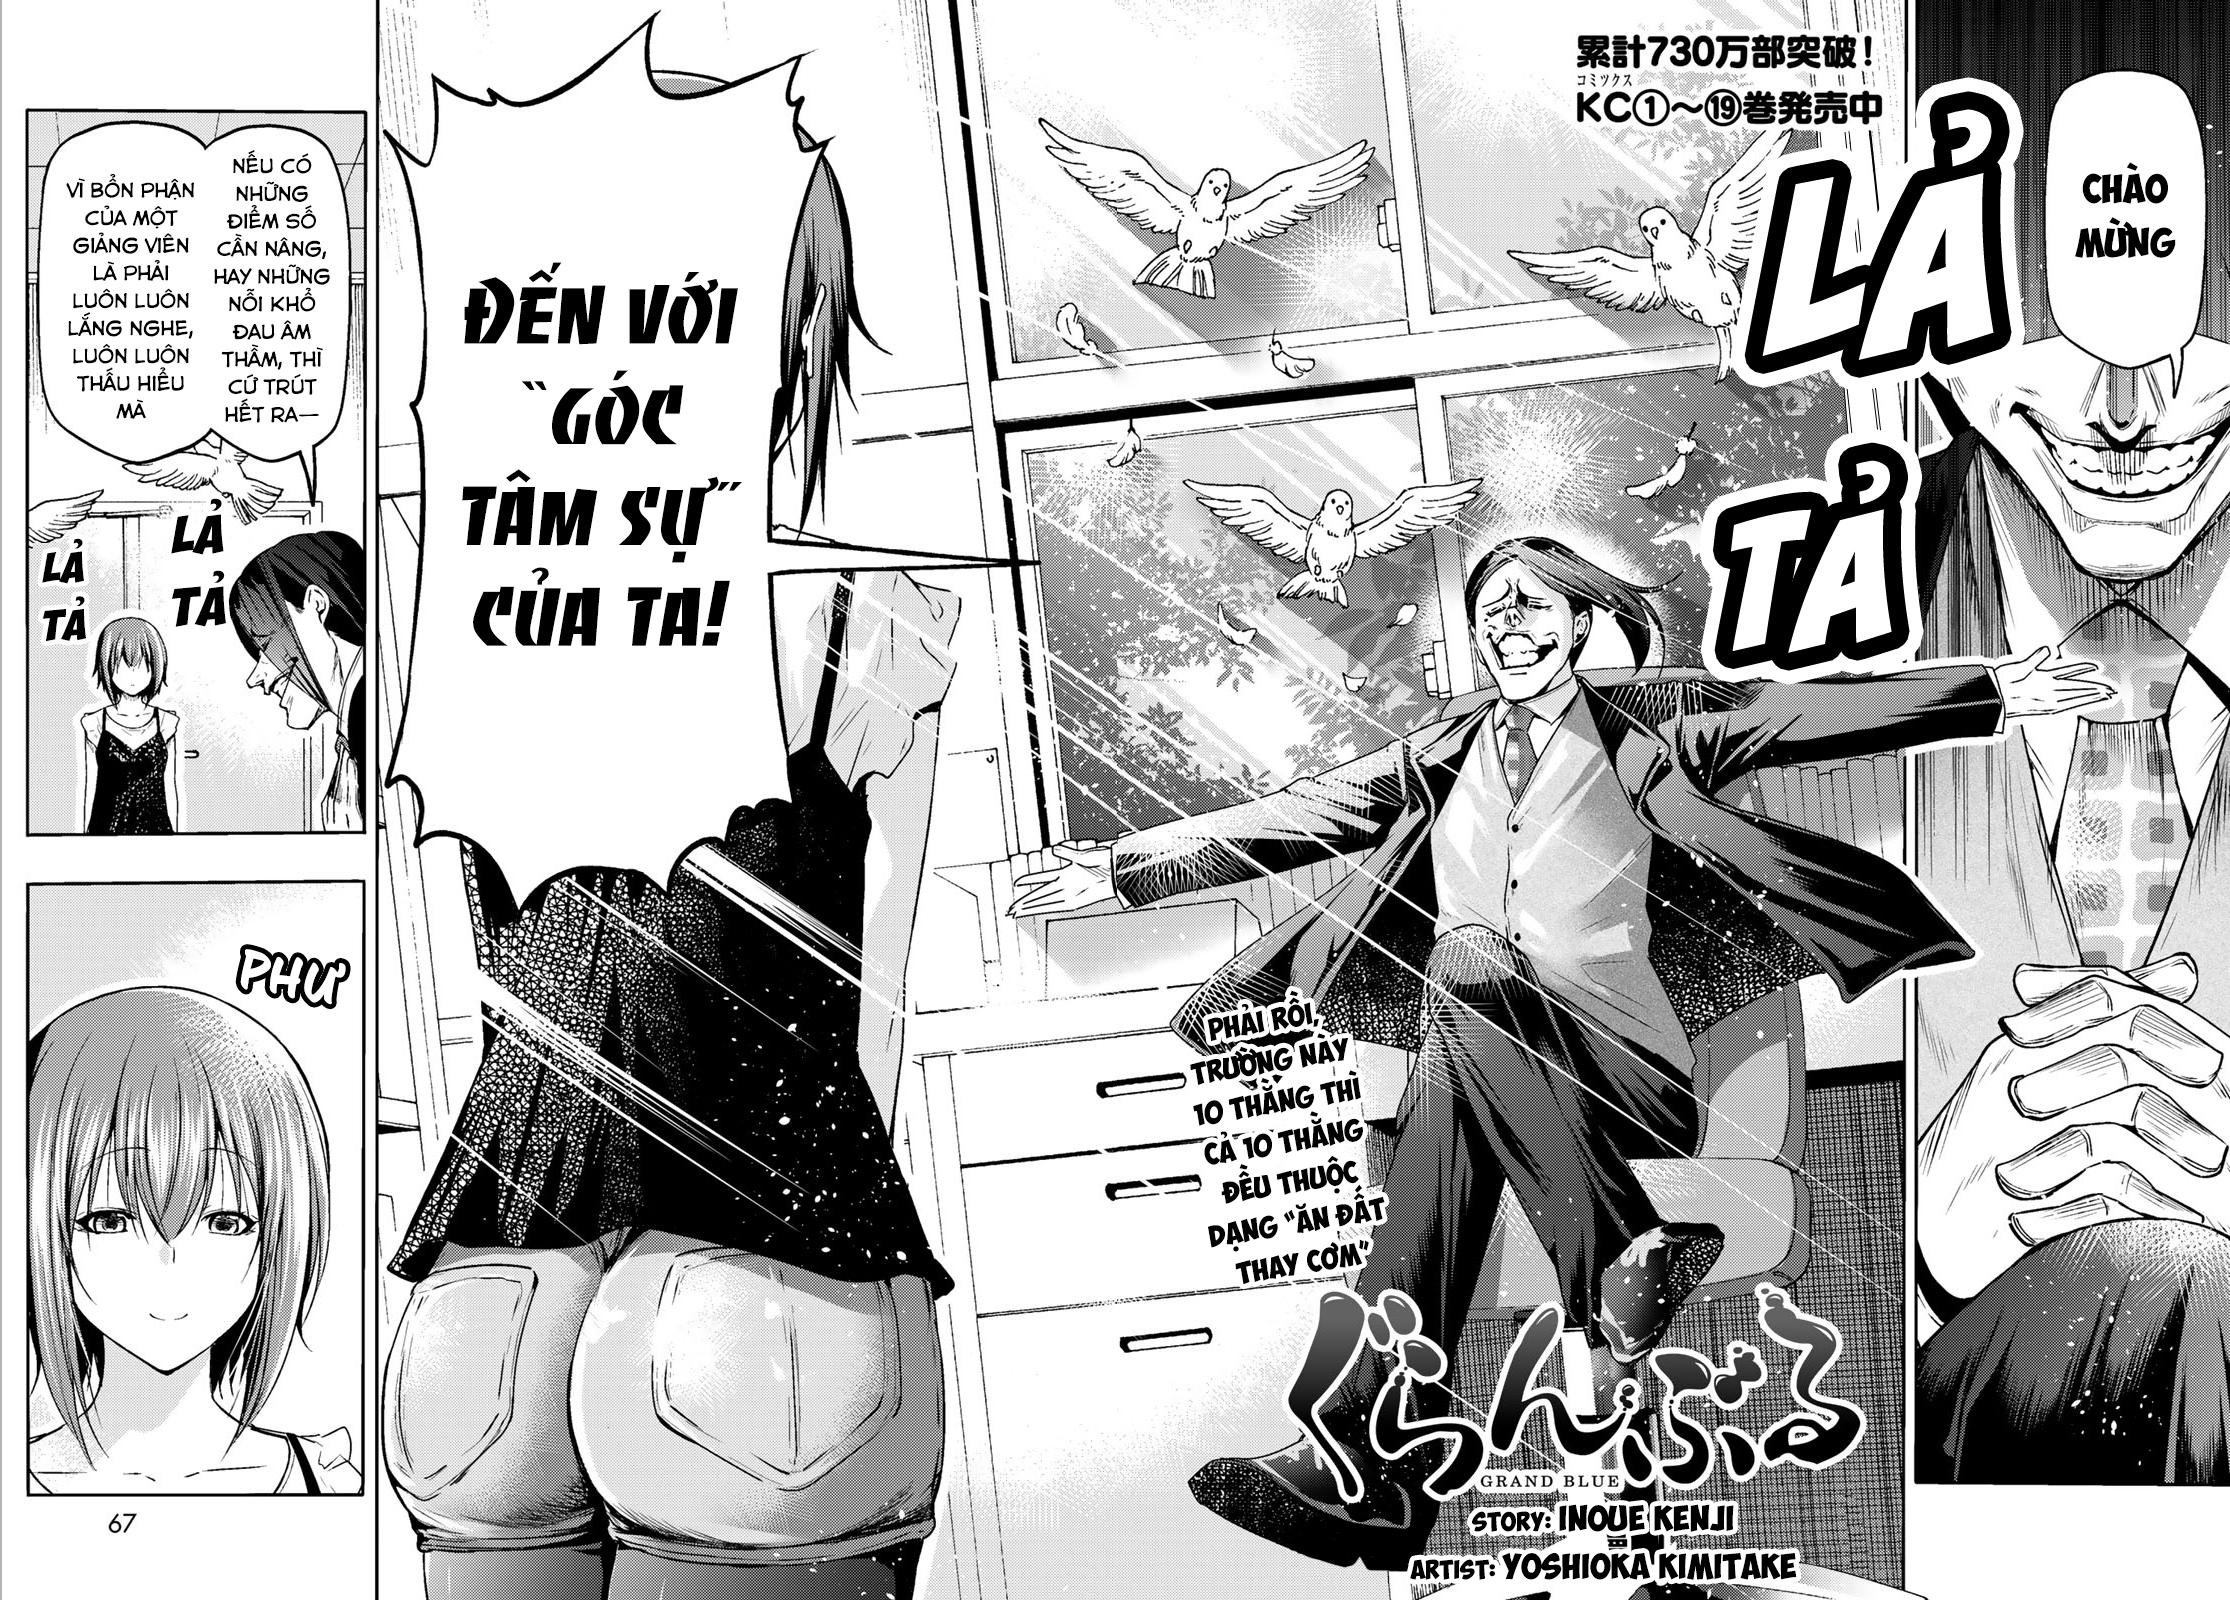 累計730万部突破!
コミックス
KC①〜⑲巻発売中
CHÀO
MỪNG
LẢ
TẢ
ĐẾN VỚI
"GÓC
TÂM SỰ"
CỦA TA!
PHẢI RỒI,
TRƯỜNG NÀY
10 THẰNG THÌ
CẢ 10 THẰNG
ĐỀU THUỘC
DẠNG "ĂN ĐẤT
THAY CƠM"
ぐらんぶる
GRAND BLUE
STORY: INOUE KENJI
ARTIST: YOSHIOKA KIMITAKE
NẾU CÓ
NHỮNG
ĐIỂM SỐ
CẦN NÂNG,
HAY NHỮNG
NỖI KHỔ
ĐAU ÂM
THẦM, THÌ
CỨ TRÚT
HẾT RA—
VÌ BỔN PHẬN
CỦA MỘT
GIẢNG VIÊN
LÀ PHẢI
LUÔN LUÔN
LẮNG NGHE,
LUÔN LUÔN
THẤU HIỂU
MÀ
LẢ
TẢ
LẢ
TẢ
PHƯ
67